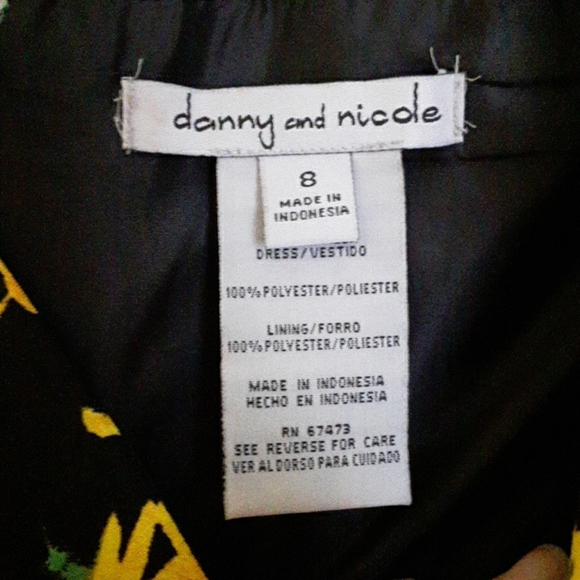 danny and nicole
8
MADE IN
INDONESIA
DRESS/VESTIDO
100% POLYESTER/POLIESTER
LINING/FORRO
100% POLYESTER/POLIESTER
MADE IN INDONESIA
HECHO EN INDONESIA
RN 67473
SEE REVERSE FOR CARE
VER AL DORSO PARA CUIDADO